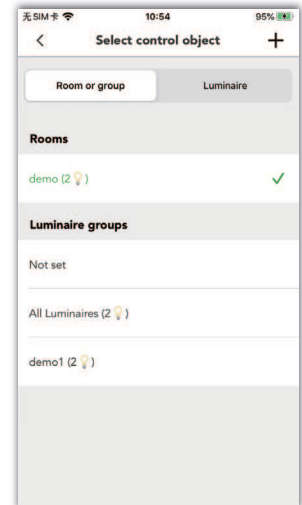 无SIM卡 10:54 95%
Select control object
Room or group Luminaire
Rooms
demo (2💡)
Luminaire groups
Not set
All Luminaires (2💡)
demo1 (2💡)